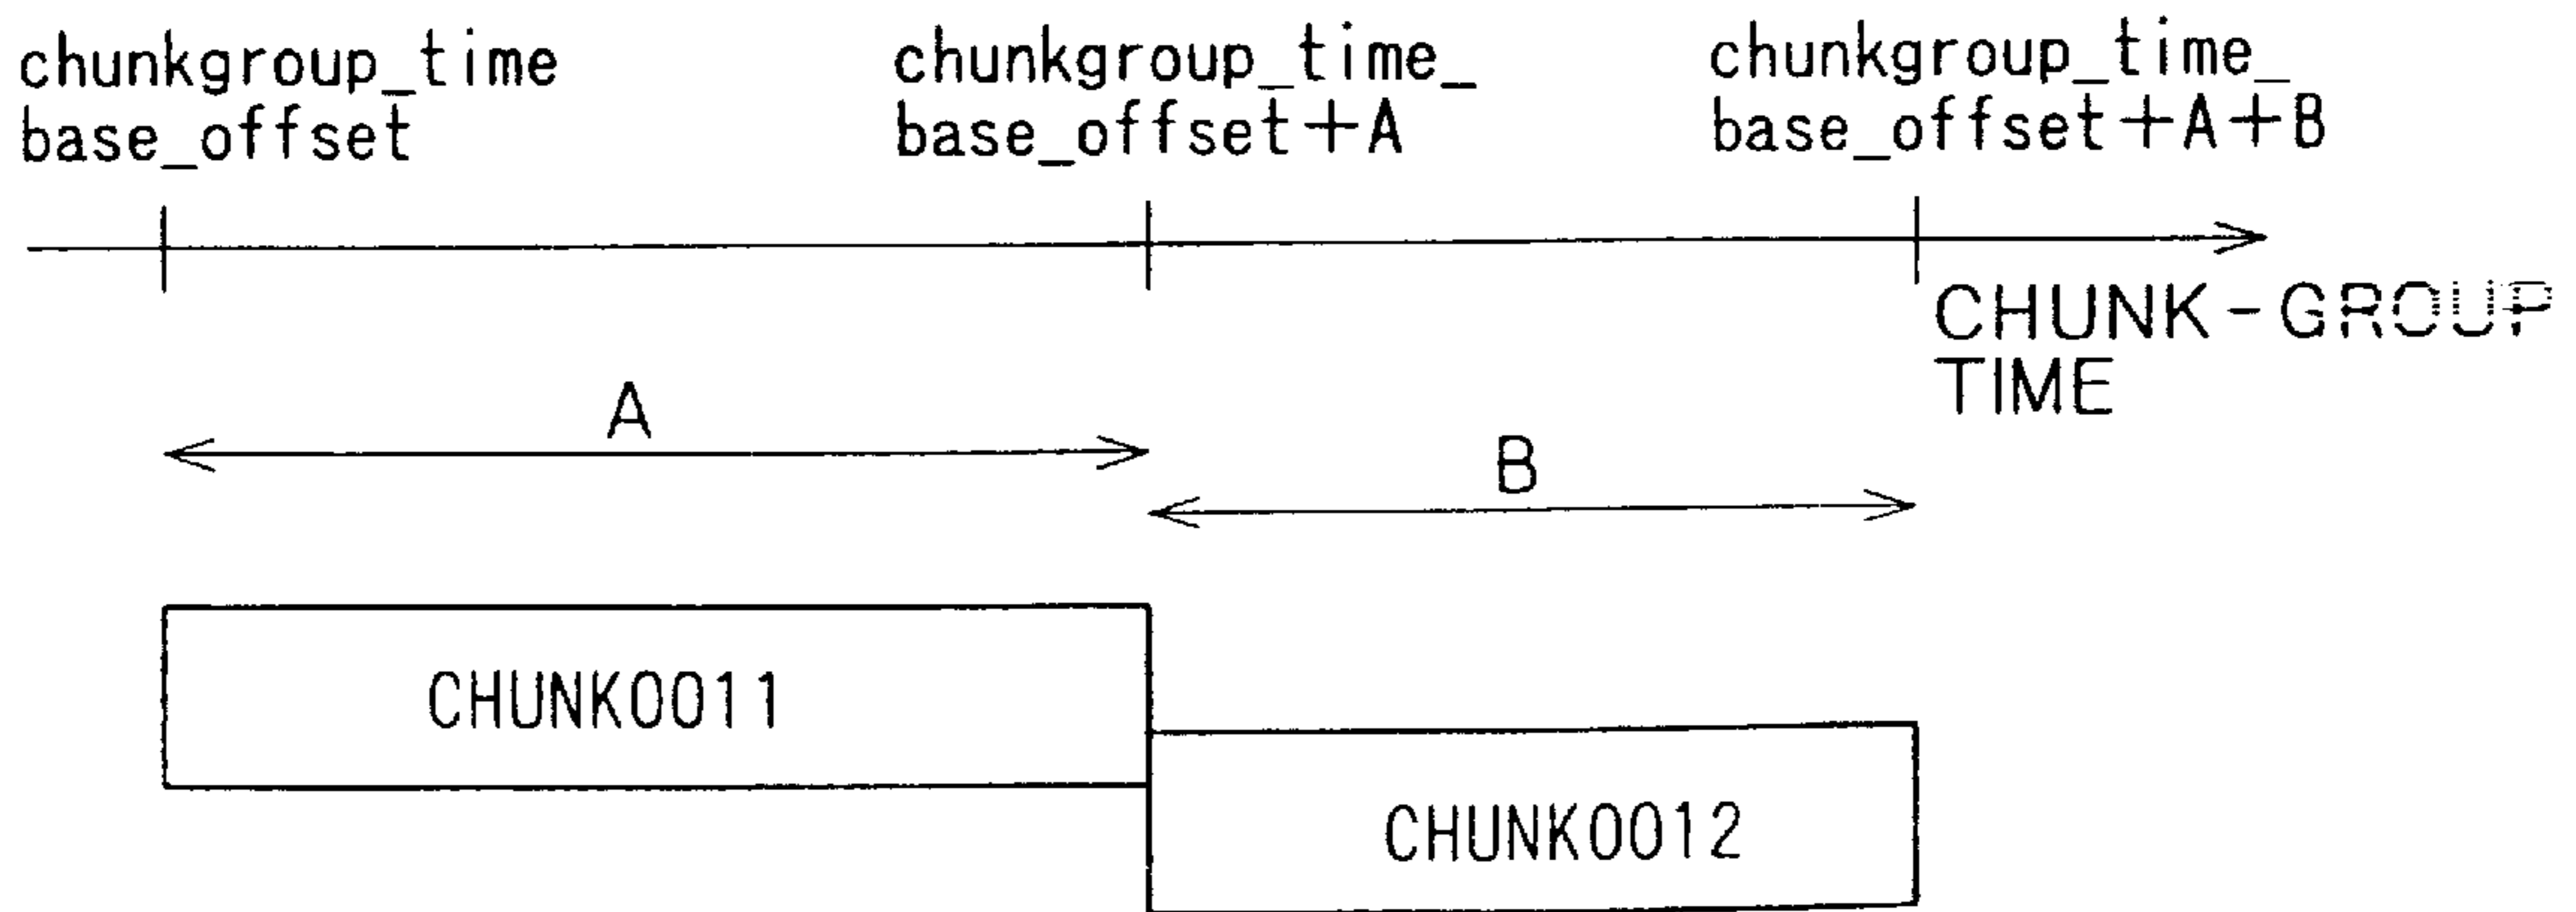 chunkgroup_time
base_offset
chunkgroup_time_
base_offset+A
chunkgroup_time_
base_offset+A+B
CHUNK-GROUP
TIME
A
B
CHUNK0011
CHUNK0012